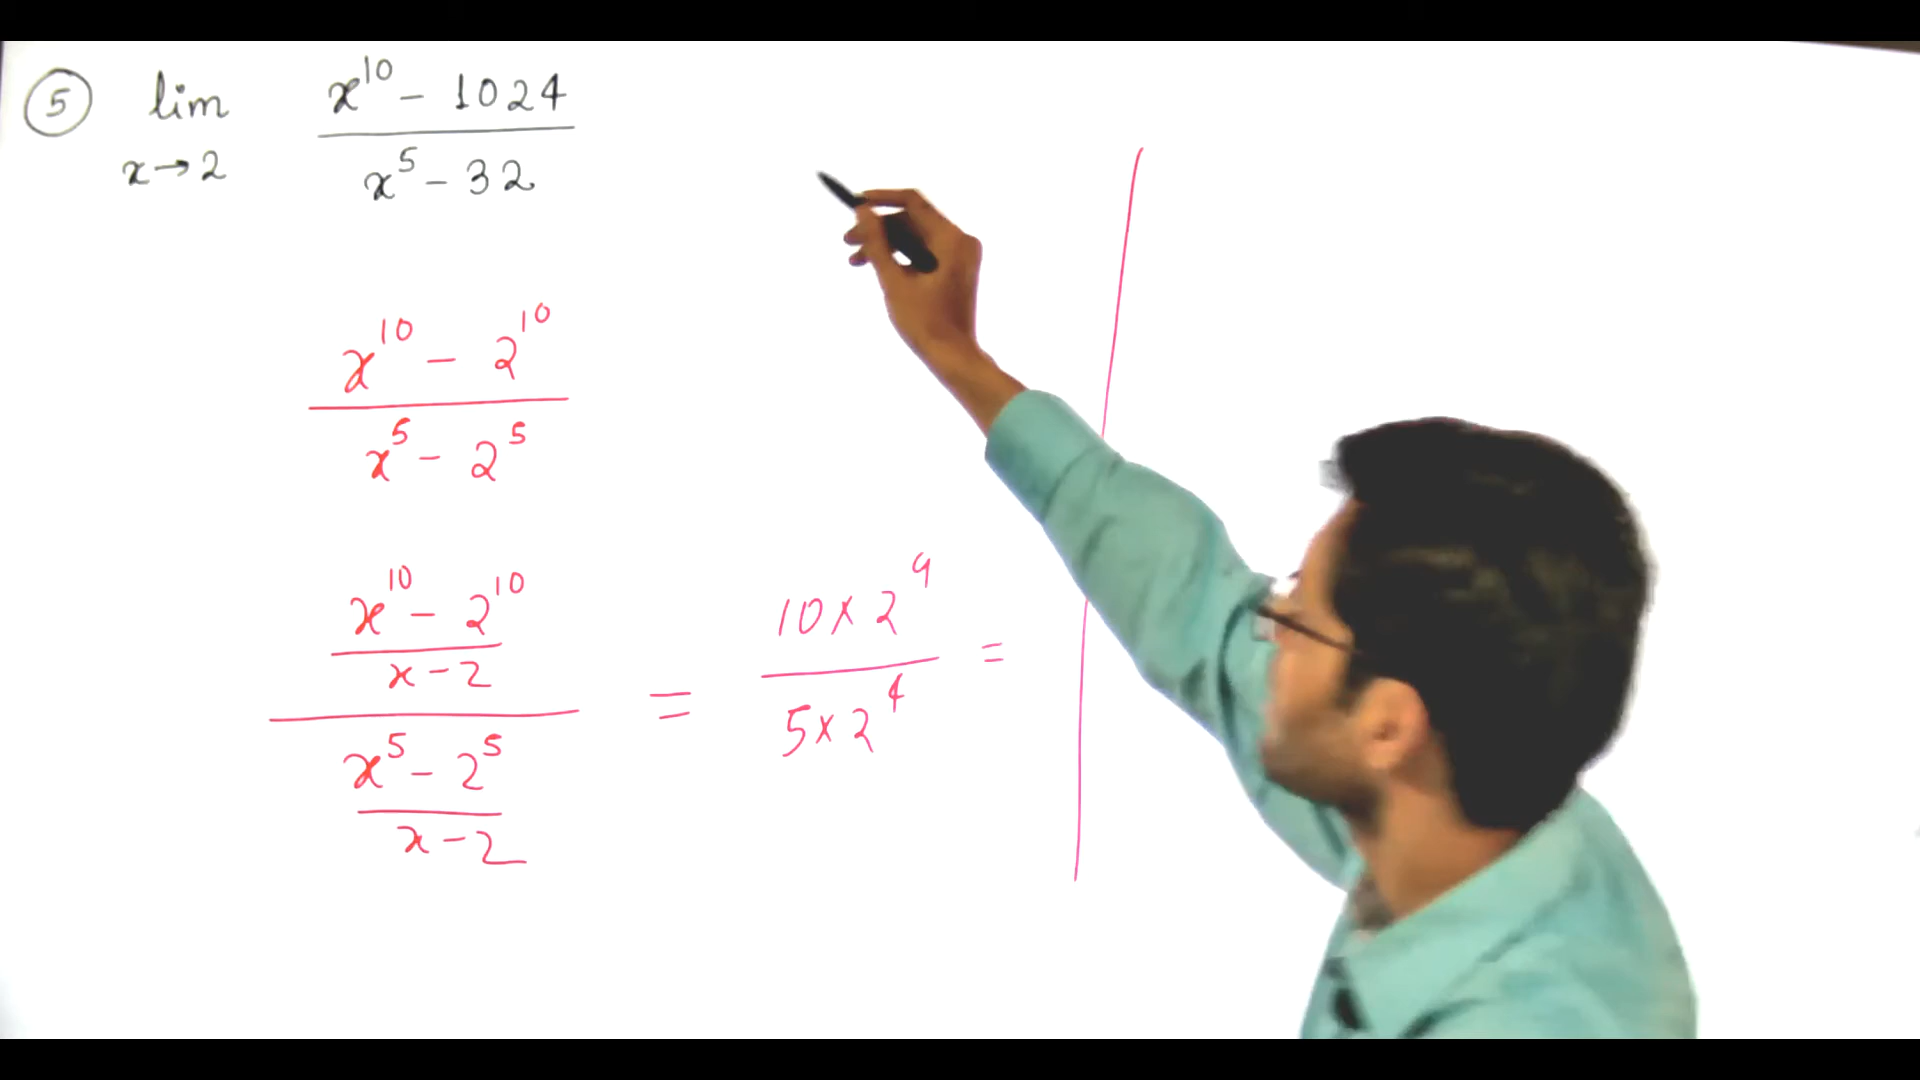 5 lim x→2 x^10 - 1024 / x^5 - 32
x^10 - 2^10 / x^5 - 2^5
x^10 - 2^10 / x - 2 / x^5 - 2^5 / x - 2 = 10 × 2^9 / 5 × 2^4 =